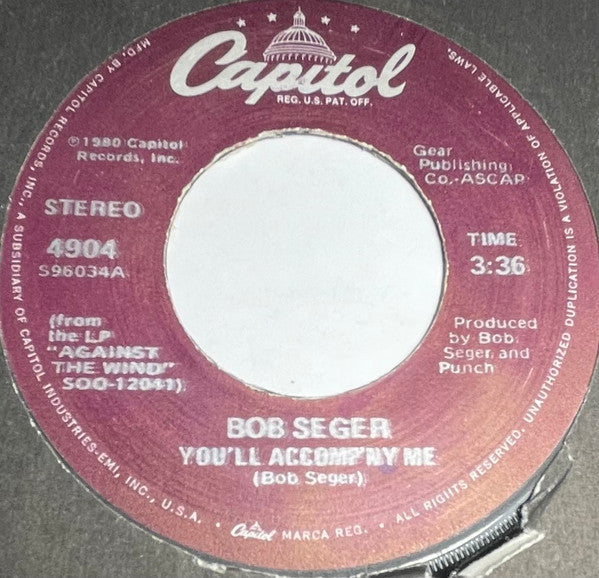 Capitol
REG. U.S. PAT. OFF.
℗1980 Capitol
Records, Inc.
Gear
Publishing
Co.-ASCAP
STEREO
4904
S96034A
TIME
3:36
(from
the LP
"AGAINST
THE WIND"
SOO-12041)
Produced
by Bob
Seger and
Punch
BOB SEGER
YOU'LL ACCOMP'NY ME
(Bob Seger)
MFD. BY CAPITOL RECORDS, INC., A SUBSIDIARY OF CAPITOL INDUSTRIES-EMI, INC., U.S.A. • Capitol MARCA REG. • ALL RIGHTS RESERVED. UNAUTHORIZED DUPLICATION IS A VIOLATION OF APPLICABLE LAWS.